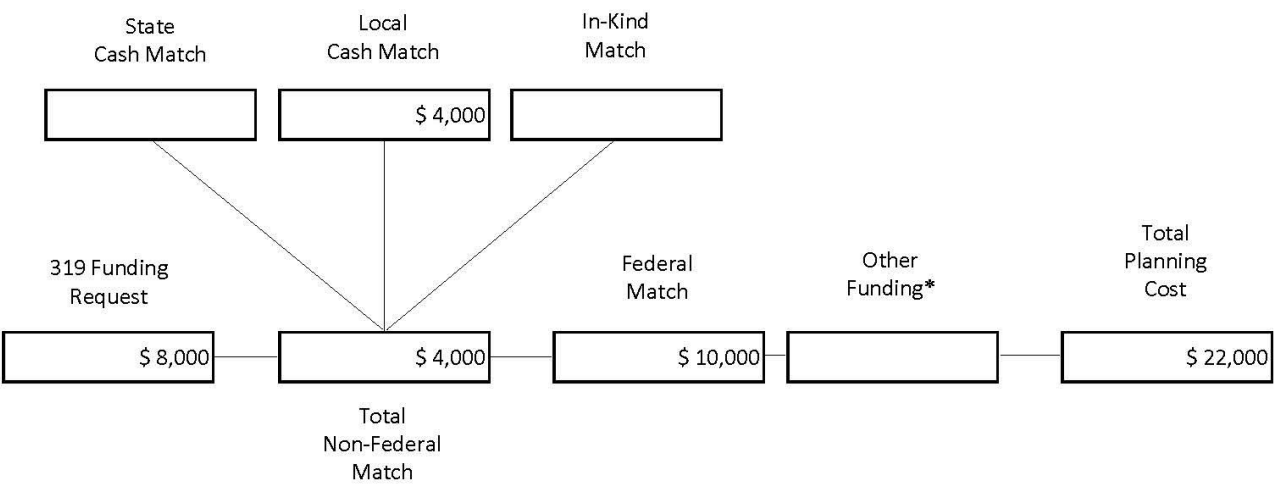 State
Cash Match
Local
Cash Match
In-Kind
Match
$ 4,000
319 Funding
Request
Federal
Match
Other
Funding*
Total
Planning
Cost
$ 8,000
$ 4,000
$ 10,000
$ 22,000
Total
Non-Federal
Match